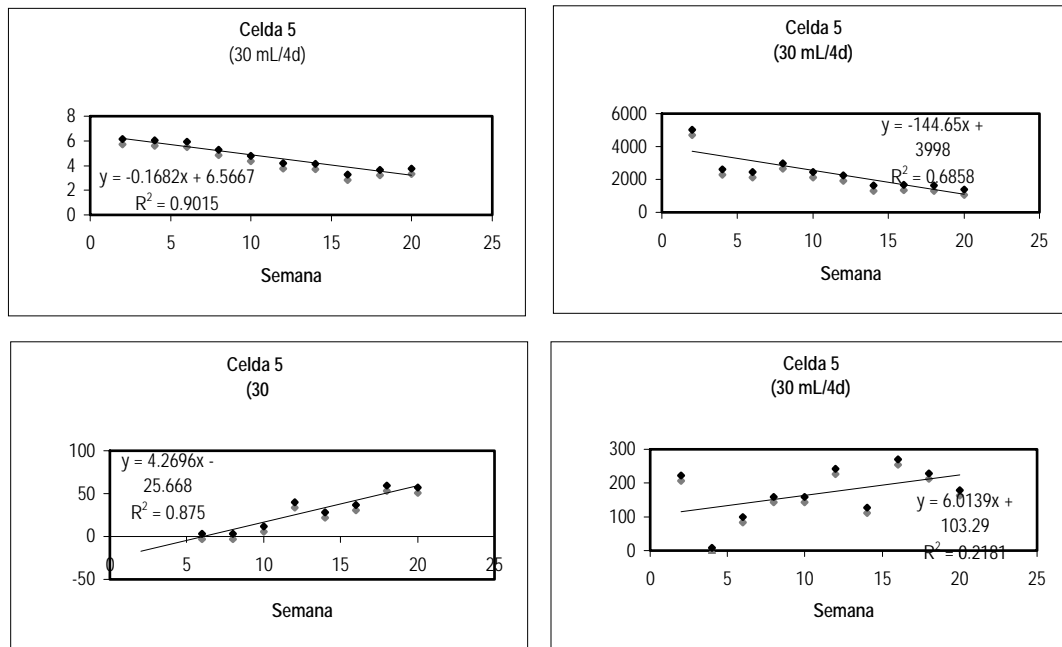 Celda 5
(30 mL/4d)
8
6
4
2
0
y = -0.1682x + 6.5667
R² = 0.9015
0 5 10 15 20 25
Semana
Celda 5
(30 mL/4d)
6000
4000
2000
0
y = -144.65x +
3998
R² = 0.6858
0 5 10 15 20 25
Semana
Celda 5
(30
100
50
0
-50
y = 4.2696x -
25.668
R² = 0.875
0 5 10 15 20 25
Semana
Celda 5
(30 mL/4d)
300
200
100
0
y = 6.0139x +
103.29
R² = 0.2181
0 5 10 15 20 25
Semana